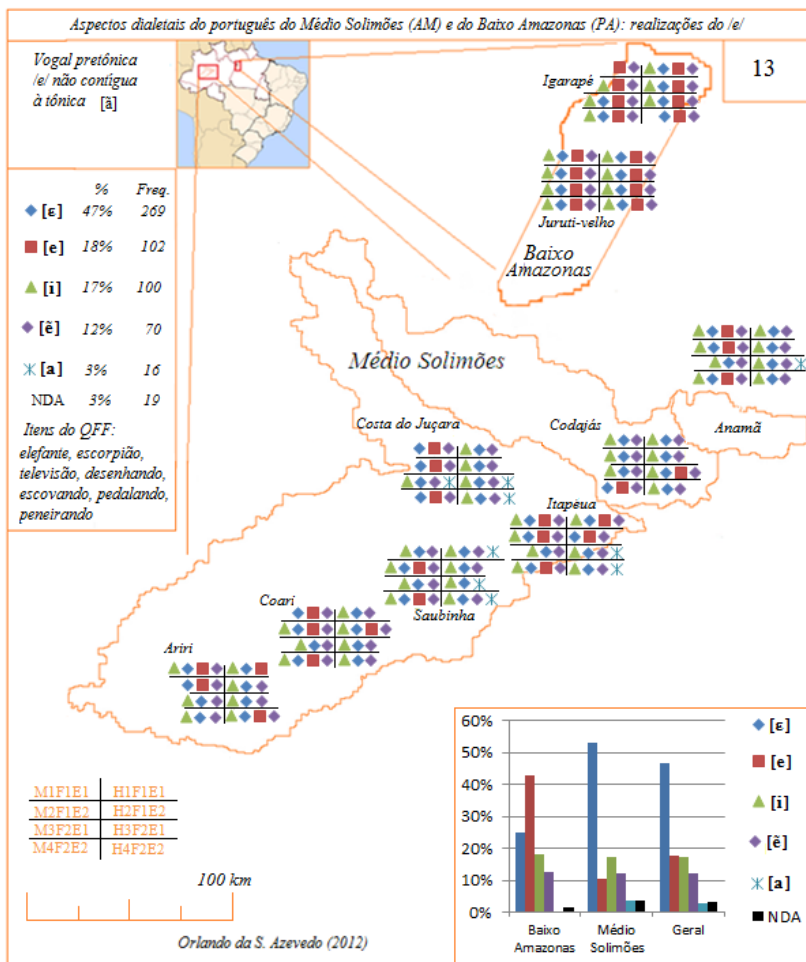 Aspectos dialetais do português do Médio Solimões (AM) e do Baixo Amazonas (PA): realizações do /e/
Vogal pretônica
/e/ não contígua
à tônica [ã]
13
Igarapé
Juruti-velho
Baixo
Amazonas
% Freq.
[ɛ] 47% 269
[e] 18% 102
[i] 17% 100
[ẽ] 12% 70
[a] 3% 16
NDA 3% 19
Itens do QFF:
elefante, escorpião,
televisão, desenhando,
escovando, pedalando,
peneirando
Médio Solimões
Costa do Juçara
Codajás
Anamã
Itapéua
Saubinha
Coari
Ariri
M1F1E1 H1F1E1
M2F1E2 H2F1E2
M3F2E1 H3F2E1
M4F2E2 H4F2E2
100 km
Orlando da S. Azevedo (2012)
60%
50%
40%
30%
20%
10%
0%
Baixo
Amazonas
Médio
Solimões
Geral
[ɛ]
[e]
[i]
[ẽ]
[a]
NDA